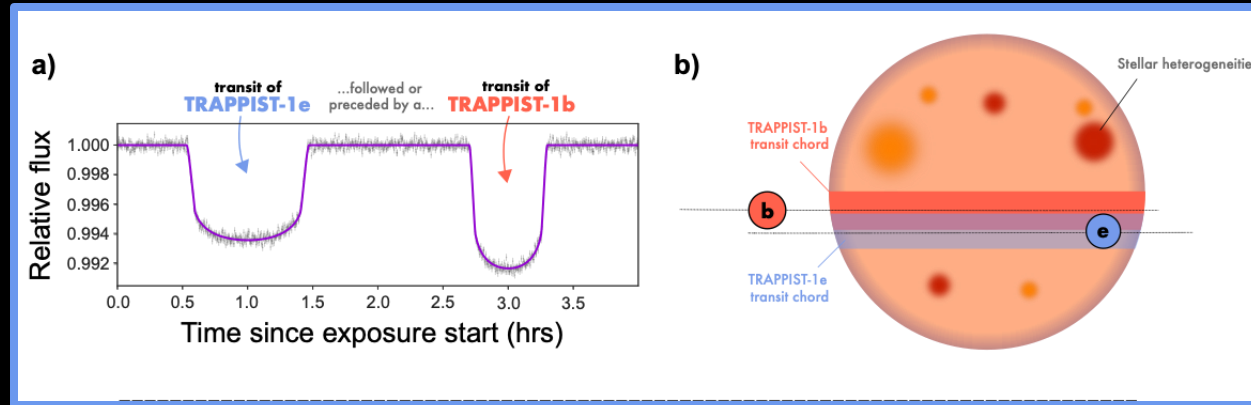 a)
transit of
TRAPPIST-1e
...followed or
preceded by a...
transit of
TRAPPIST-1b
1.000
0.998
0.996
0.994
0.992
Relative flux
0.0
0.5
1.0
1.5
2.0
2.5
3.0
3.5
Time since exposure start (hrs)
b)
Stellar heterogeneitie
TRAPPIST-1b
transit chord
b
e
TRAPPIST-1e
transit chord